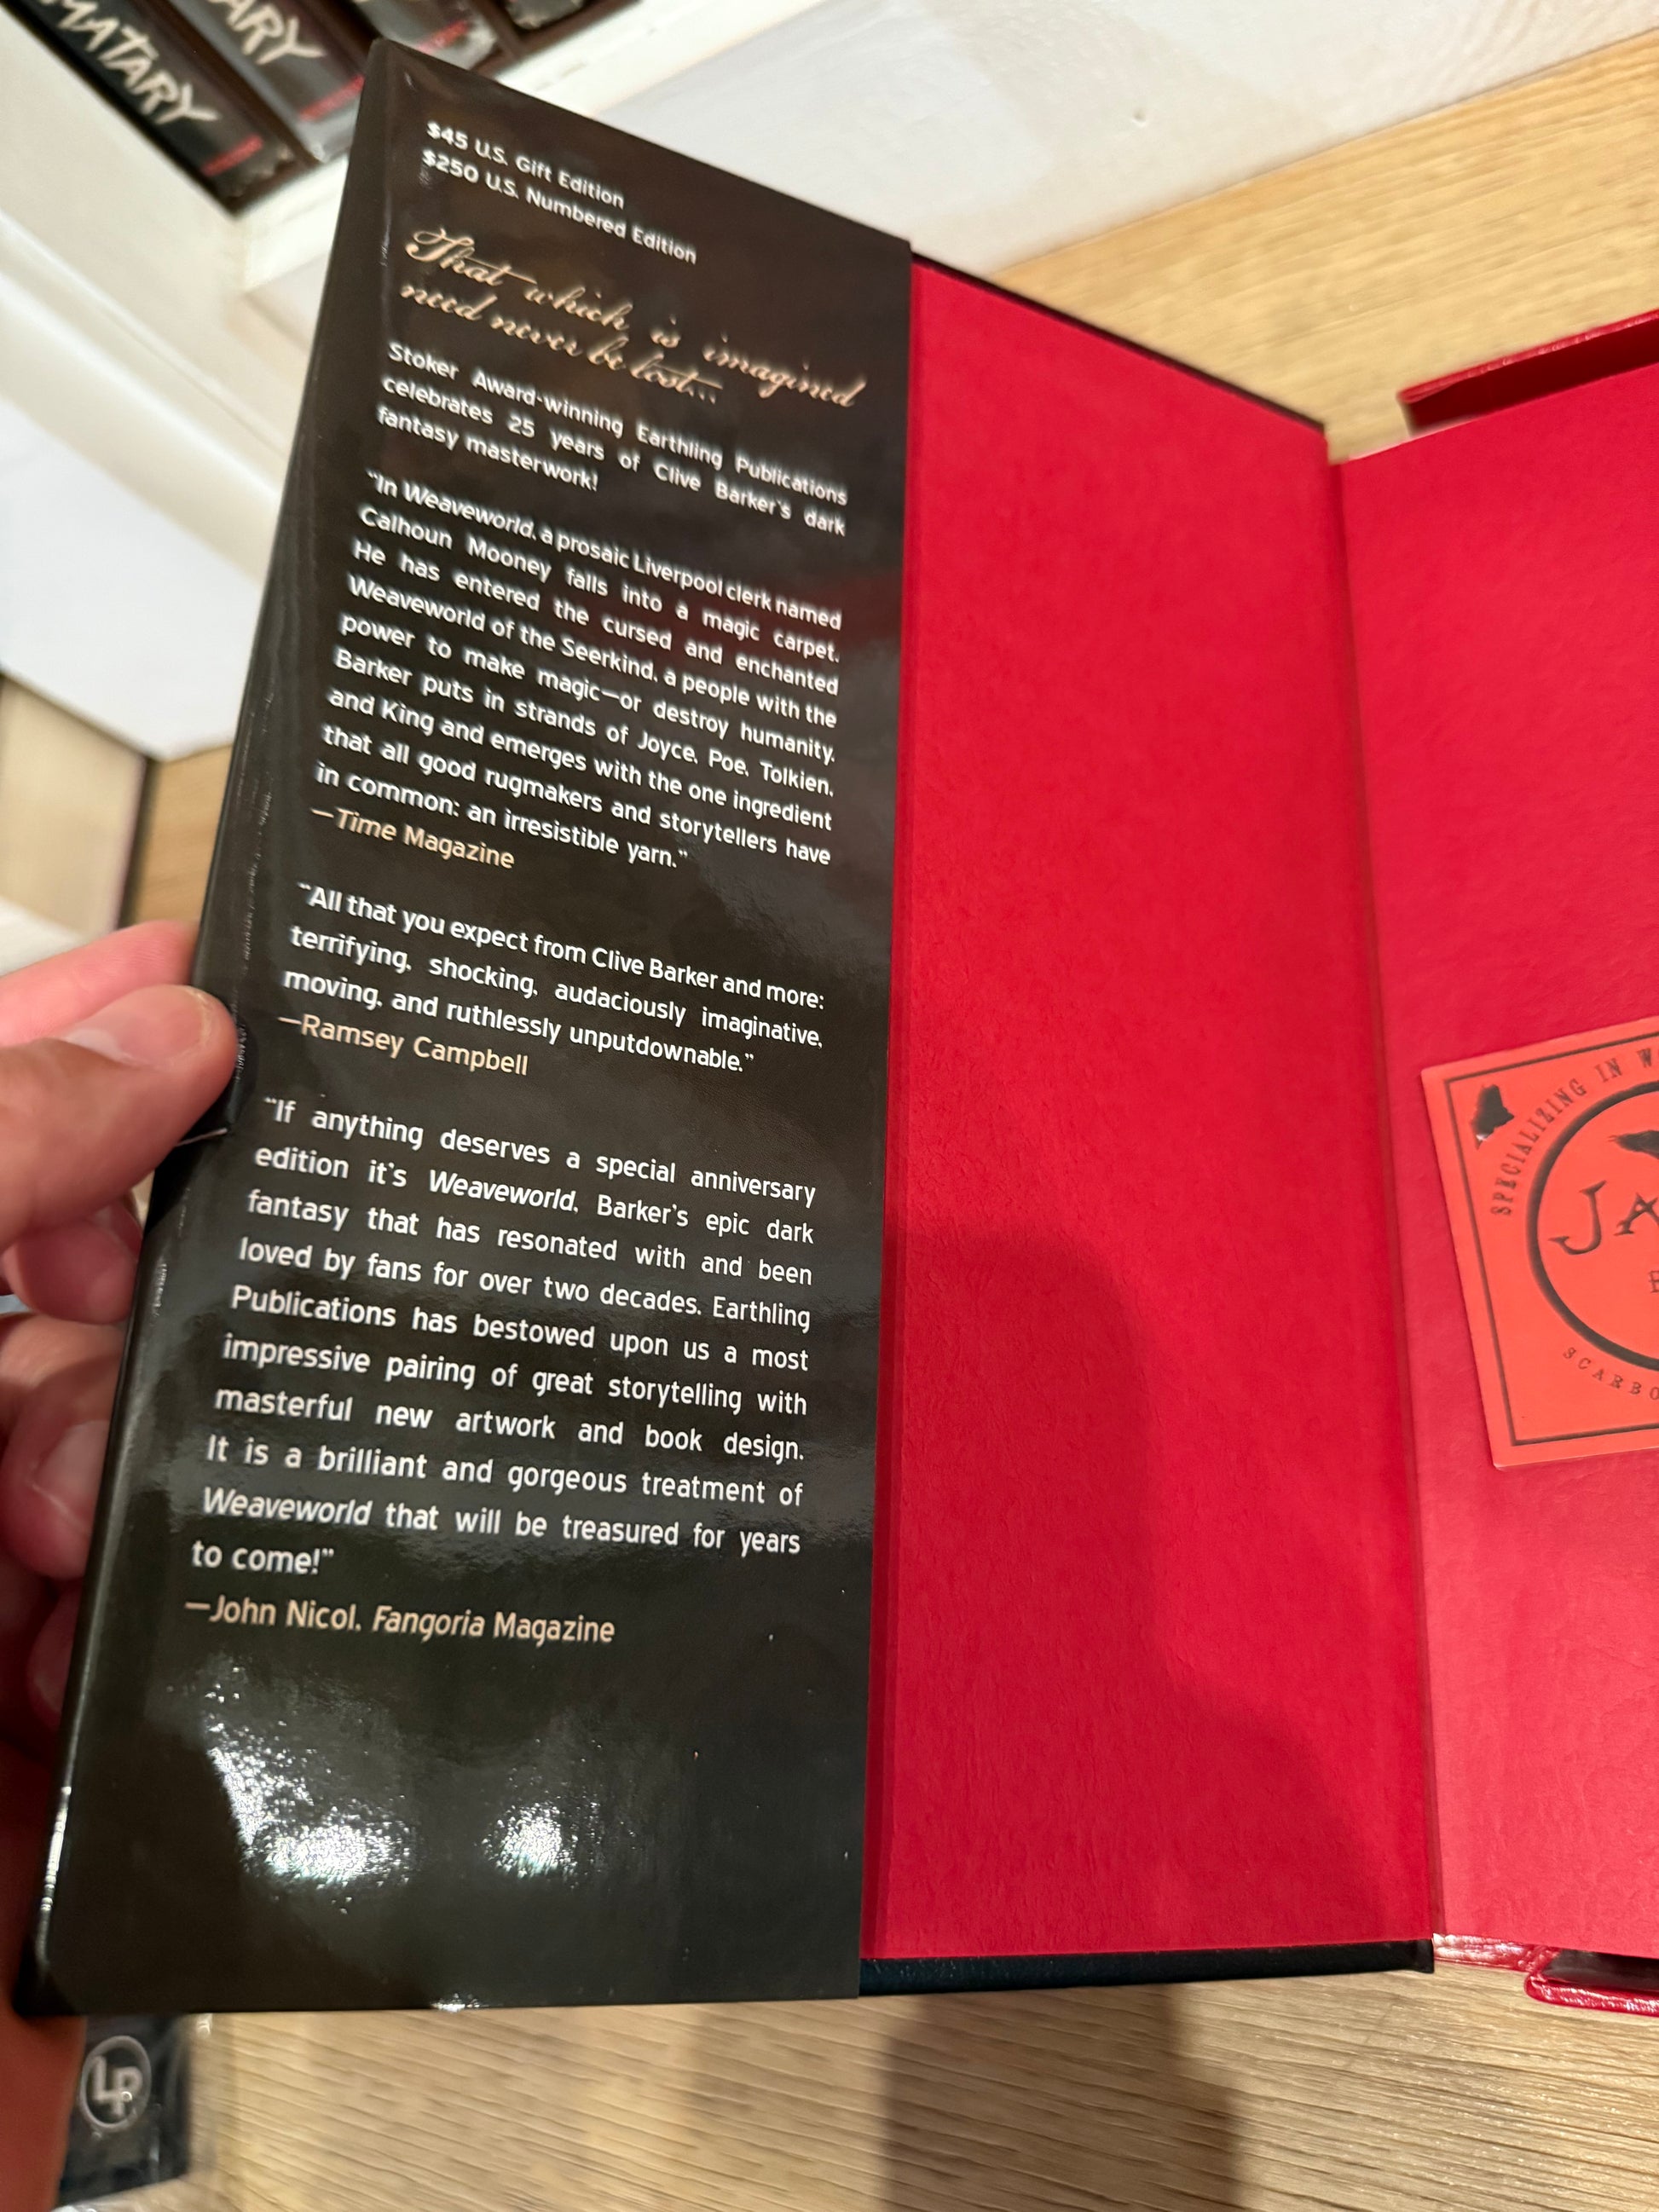 MATARY
ARY
$45 U.S. Gift Edition
$250 U.S. Numbered Edition
That which is imagined
need never be lost...
Stoker Award-winning Earthling Publications
celebrates 25 years of Clive Barker's dark
fantasy masterwork!
"In Weaveworld, a prosaic Liverpool clerk named
Calhoun Mooney falls into a magic carpet.
He has entered the cursed and enchanted
Weaveworld of the Seerkind, a people with the
power to make magic—or destroy humanity.
Barker puts in strands of Joyce, Poe, Tolkien,
and King and emerges with the one ingredient
that all good rugmakers and storytellers have
in common: an irresistible yarn."
—Time Magazine
"All that you expect from Clive Barker and more:
terrifying, shocking, audaciously imaginative,
moving, and ruthlessly unputdownable."
—Ramsey Campbell
"If anything deserves a special anniversary
edition it's Weaveworld, Barker's epic dark
fantasy that has resonated with and been
loved by fans for over two decades. Earthling
Publications has bestowed upon us a most
impressive pairing of great storytelling with
masterful new artwork and book design.
It is a brilliant and gorgeous treatment of
Weaveworld that will be treasured for years
to come!"
—John Nicol, Fangoria Magazine
SPECIALIZING IN W
JA
SCARBO
LP